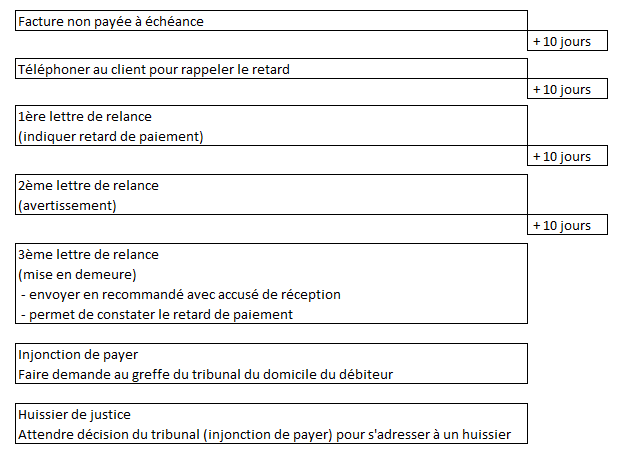 Facture non payée à échéance
+ 10 jours
Téléphoner au client pour rappeler le retard
+ 10 jours
1ère lettre de relance
(indiquer retard de paiement)
+ 10 jours
2ème lettre de relance
(avertissement)
+ 10 jours
3ème lettre de relance
(mise en demeure)
- envoyer en recommandé avec accusé de réception
- permet de constater le retard de paiement
Injonction de payer
Faire demande au greffe du tribunal du domicile du débiteur
Huissier de justice
Attendre décision du tribunal (injonction de payer) pour s'adresser à un huissier